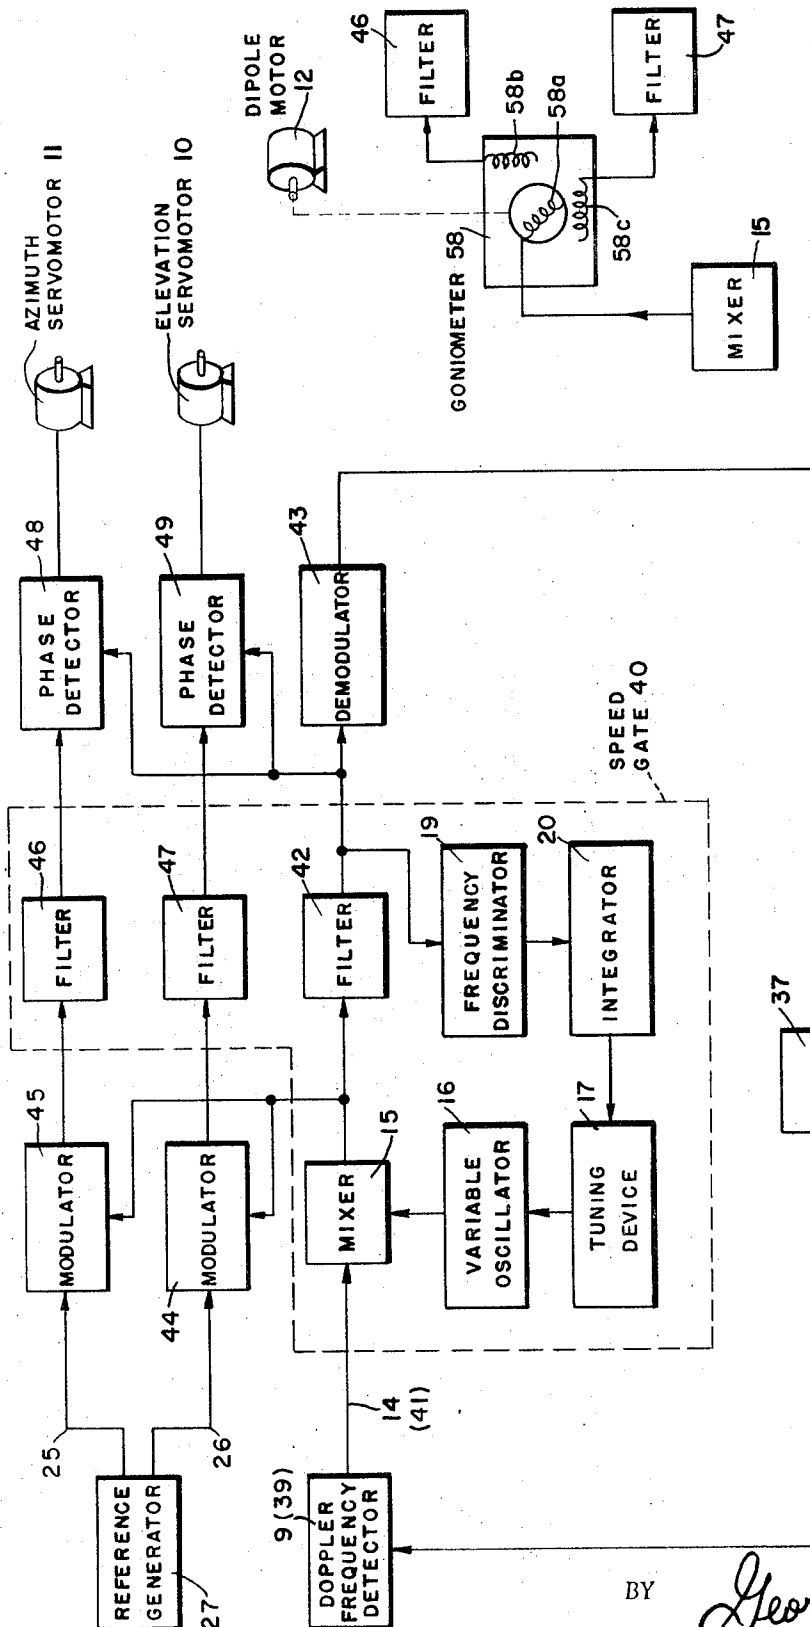 AZIMUTH
SERVOMOTOR 11
ELEVATION
SERVOMOTOR 10
DIPOLE
MOTOR
12
46
FILTER
47
FILTER
58b
58a
58c
GONIOMETER 58
MIXER
15
48
PHASE
DETECTOR
49
PHASE
DETECTOR
43
DEMODULATOR
SPEED
GATE 40
46
FILTER
47
FILTER
42
FILTER
19
FREQUENCY
DISCRIMINATOR
20
INTEGRATOR
45
MODULATOR
44
MODULATOR
15
MIXER
16
VARIABLE
OSCILLATOR
17
TUNING
DEVICE
37
25
26
14
(41)
REFERENCE
GENERATOR
27
9(39)
DOPPLER
FREQUENCY
DETECTOR
BY
Geo